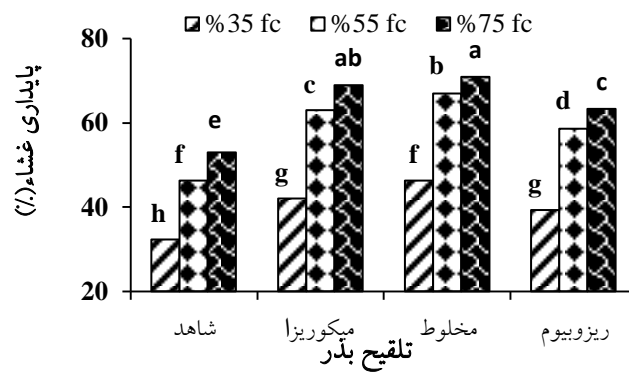 %35 fc %55 fc %75 fc
پایداری غشاء(٪)
80
60
40
20
h f e
g c ab
f b a
g d c
شاهد میکوریزا مخلوط ریزوبیوم
تلقیح بذر